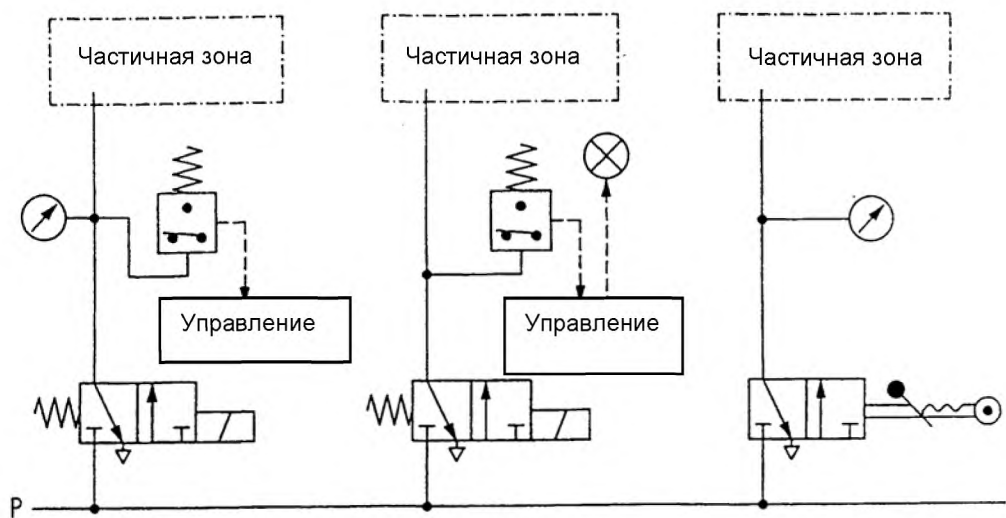 Частичная зона
Частичная зона
Частичная зона
Управление
Управление
P